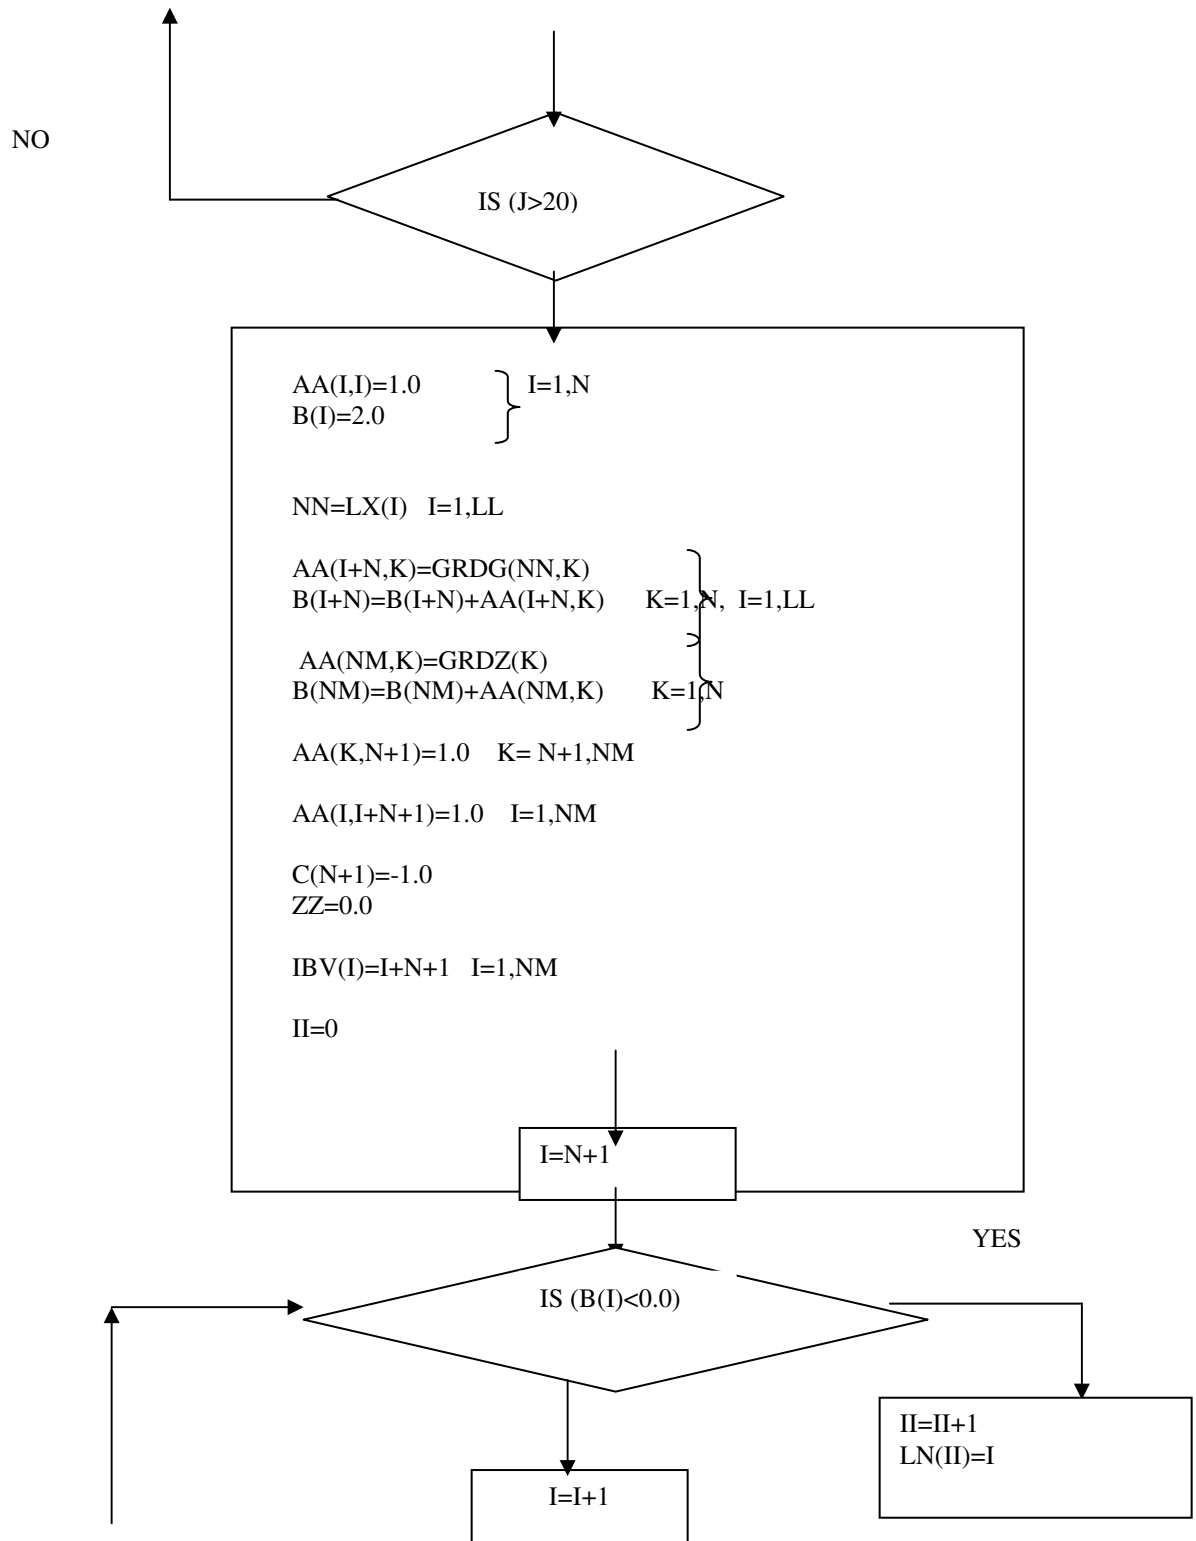 NO
IS (J>20)
AA(I,I)=1.0 I=1,N
B(I)=2.0
NN=LX(I) I=1,LL
AA(I+N,K)=GRDG(NN,K)
B(I+N)=B(I+N)+AA(I+N,K) K=1,N, I=1,LL
AA(NM,K)=GRDZ(K)
B(NM)=B(NM)+AA(NM,K) K=1,N
AA(K,N+1)=1.0 K= N+1,NM
AA(I,I+N+1)=1.0 I=1,NM
C(N+1)=-1.0
ZZ=0.0
IBV(I)=I+N+1 I=1,NM
II=0
I=N+1
YES
IS (B(I)<0.0)
II=II+1
LN(II)=I
I=I+1